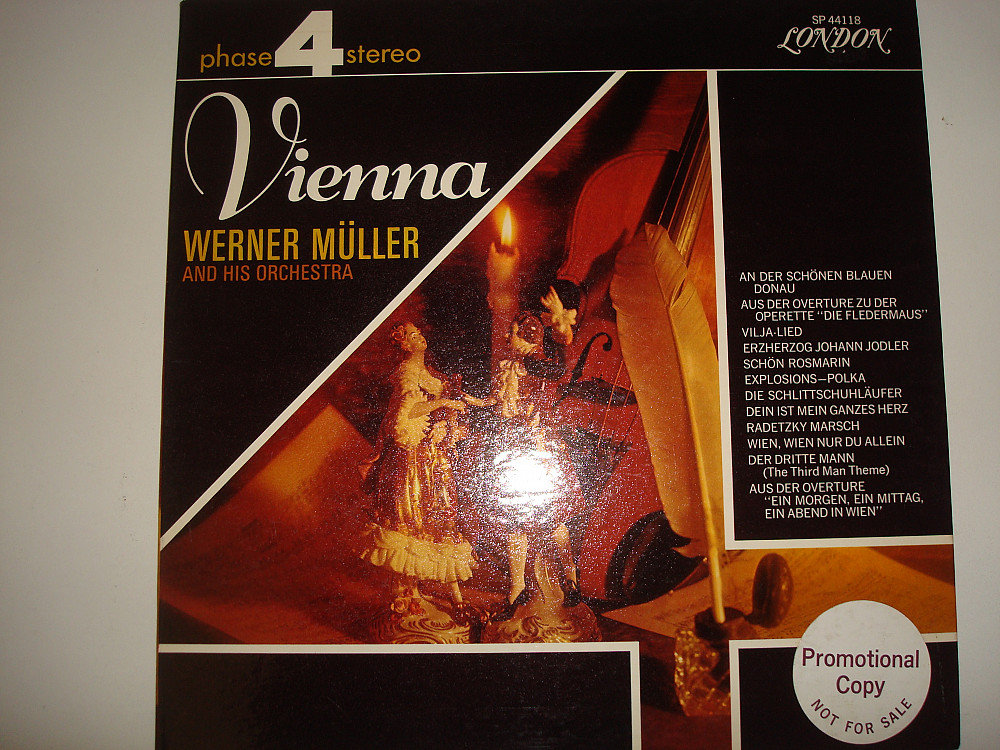 phase 4 stereo
SP 44118
LONDON
Vienna
WERNER MÜLLER
AND HIS ORCHESTRA
AN DER SCHÖNEN BLAUEN
DONAU
AUS DER OVERTURE ZU DER
OPERETTE "DIE FLEDERMAUS"
VILJA-LIED
ERZHERZOG JOHANN JODLER
SCHÖN ROSMARIN
EXPLOSIONS—POLKA
DIE SCHLITTSCHUHLÄUFER
DEIN IST MEIN GANZES HERZ
RADETZKY MARSCH
WIEN, WIEN NUR DU ALLEIN
DER DRITTE MANN
(The Third Man Theme)
AUS DER OVERTURE
"EIN MORGEN, EIN MITTAG,
EIN ABEND IN WIEN"
Promotional
Copy
NOT FOR SALE